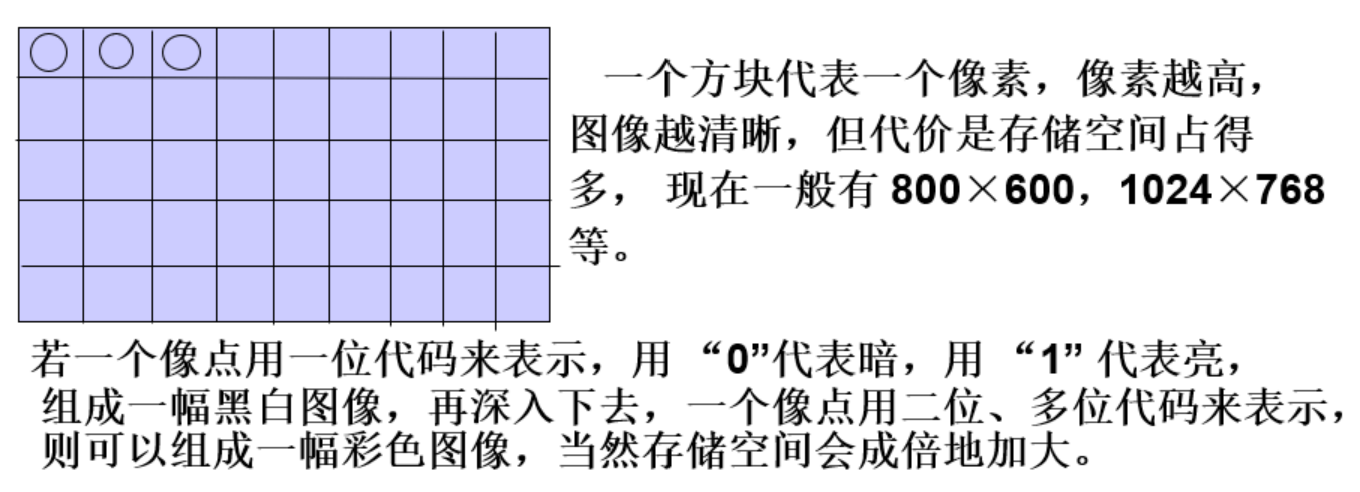 一个方块代表一个像素，像素越高，
图像越清晰，但代价是存储空间占得
多， 现在一般有 800×600，1024×768
等。
若一个像点用一位代码来表示，用 “0”代表暗，用 “1” 代表亮，
组成一幅黑白图像，再深入下去，一个像点用二位、多位代码来表示，
则可以组成一幅彩色图像，当然存储空间会成倍地加大。